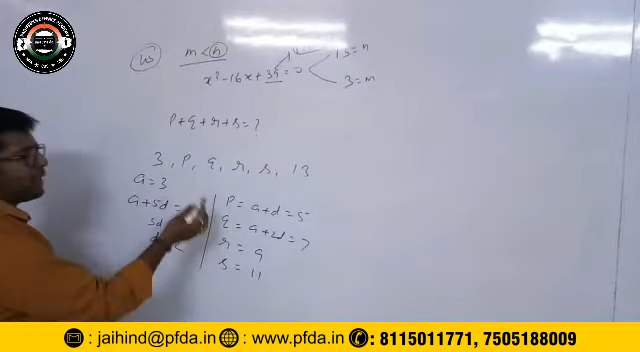 m < n
x² - 16x + 39 = 0
13 = n
3 = m
P + q + r + s = ?
3, P, q, r, s, 13
a = 3
a + 5d =
5d
P = a + d = 5
q = a + 2d = 7
r = 9
s = 11
: jaihind@pfda.in : www.pfda.in : 8115011771, 7505188009